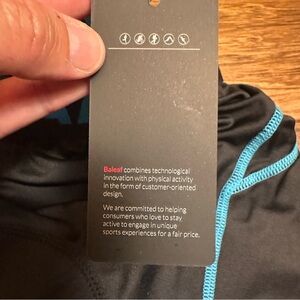 Baleaf combines technological
innovation with physical activity
in the form of customer-oriented
design.
We are committed to helping
consumers who love to stay
active to engage in unique
sports experiences for a fair price.